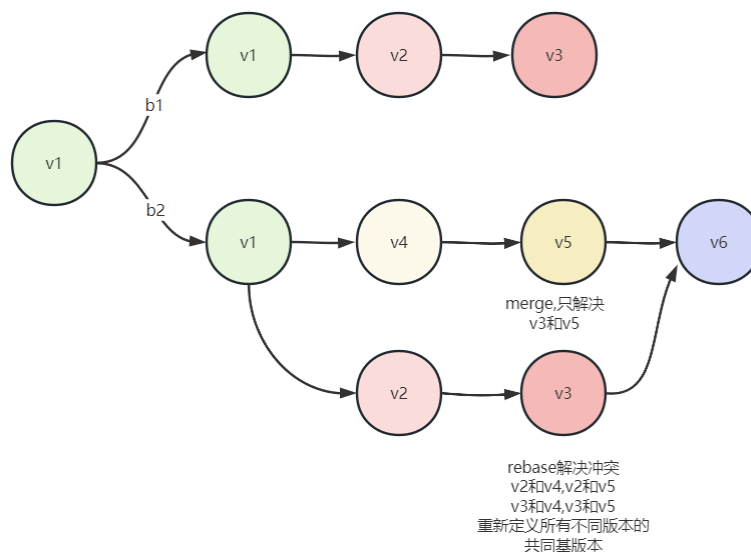 v1
v2
v3
b1
v1
b2
v1
v4
v5
v6
merge,只解决
v3和v5
v2
v3
rebase解决冲突
v2和v4,v2和v5
v3和v4,v3和v5
重新定义所有不同版本的
共同基版本